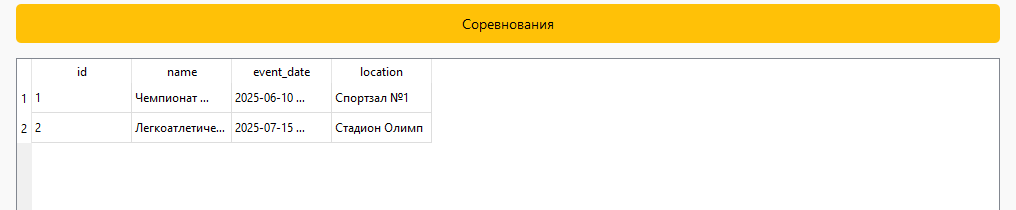 Соревнования
id name event_date location
1 1 Чемпионат ... 2025-06-10 ... Спортзал №1
2 2 Легкоатлетиче... 2025-07-15 ... Стадион Олимп